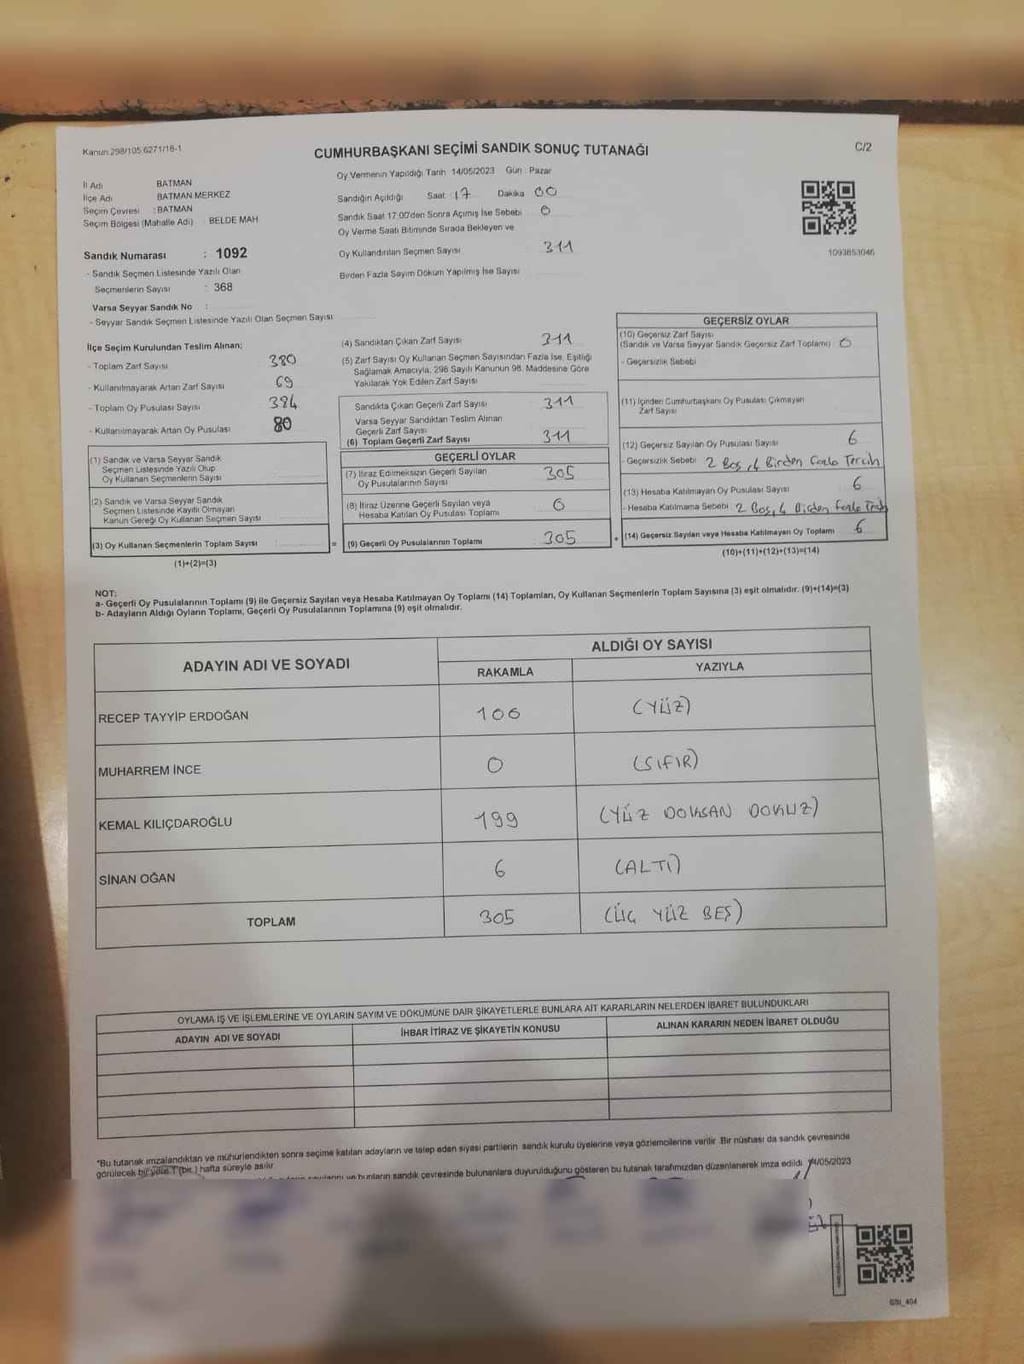 Kanun 298/105 6271/18-1
CUMHURBAŞKANI SEÇİMİ SANDIK SONUÇ TUTANAĞI
C/2
İl Adı BATMAN
İlçe Adı BATMAN MERKEZ
Seçim Çevresi : BATMAN
Seçim Bölgesi (Mahalle Adı) : BELDE MAH
Sandık Numarası : 1092
- Sandık Seçmen Listesinde Yazılı Olan
Seçmenlerin Sayısı : 368
Varsa Seyyar Sandık No :
- Seyyar Sandık Seçmen Listesinde Yazılı Olan Seçmen Sayısı
Oy Vermenin Yapıldığı Tarih 14/05/2023 Gün : Pazar
Sandığın Açıldığı Saat : 17 Dakika 00
Sandık Saat 17:00'den Sonra Açılmış İse Sebebi 0
Oy Verme Saati Bitiminde Sırada Bekleyen ve
Oy Kullandırılan Seçmen Sayısı 311
Birden Fazla Sayım Döküm Yapılmış İse Sayısı
1093853046
İlçe Seçim Kurulundan Teslim Alınan;
- Toplam Zarf Sayısı 380
- Kullanılmayarak Artan Zarf Sayısı 69
- Toplam Oy Pusulası Sayısı
- Kullanılmayarak Artan Oy Pusulası 80
(1) Sandık ve Varsa Seyyar Sandık
Seçmen Listesinde Yazılı Olup
Oy Kullanan Seçmenlerin Sayısı
(2) Sandık ve Varsa Seyyar Sandık
Seçmen Listesinde Kayıtlı Olmayan
Kanun Gereği Oy Kullanan Seçmen Sayısı
(3) Oy Kullanan Seçmenlerin Toplam Sayısı
(1)+(2)=(3)
(4) Sandıktan Çıkan Zarf Sayısı 311
(5) Zarf Sayısı Oy Kullanan Seçmen Sayısından Fazla İse, Eşitliği
Sağlamak Amacıyla, 298 Sayılı Kanunun 98. Maddesine Göre
Yakılarak Yok Edilen Zarf Sayısı
Sandıkta Çıkan Geçerli Zarf Sayısı 311
Varsa Seyyar Sandıktan Teslim Alınan
Geçerli Zarf Sayısı
(6) Toplam Geçerli Zarf Sayısı 311
GEÇERLİ OYLAR
(7) İtiraz Edilmeksizin Geçerli Sayılan
Oy Pusulalarının Sayısı 305
(8) İtiraz Üzerine Geçerli Sayılan veya
Hesaba Katılan Oy Pusulası Toplamı
= (9) Geçerli Oy Pusulalarının Toplamı 305
GEÇERSİZ OYLAR
(10) Geçersiz Zarf Sayısı
(Sandık ve Varsa Seyyar Sandık Geçersiz Zarf Toplamı) 0
- Geçersizlik Sebebi
(11) İçinden Cumhurbaşkanı Oy Pusulası Çıkmayan
Zarf Sayısı
(12) Geçersiz Sayılan Oy Pusulası Sayısı 6
- Geçersizlik Sebebi 2 Boş, 4 Birden Fazla Tercih
(13) Hesaba Katılmayan Oy Pusulası Sayısı 6
- Hesaba Katılmama Sebebi 2 Boş, 4 Birden Fazla
+ (14) Geçersiz Sayılan veya Hesaba Katılmayan Oy Toplamı 6
(10)+(11)+(12)+(13)=(14)
NOT:
a- Geçerli Oy Pusulalarının Toplamı (9) ile Geçersiz Sayılan veya Hesaba Katılmayan Oy Toplamı (14) Toplamları, Oy Kullanan Seçmenlerin Toplam Sayısına (3) eşit olmalıdır. (9)+(14)=(3)
b- Adayların Aldığı Oyların Toplamı, Geçerli Oy Pusulalarının Toplamına (9) eşit olmalıdır.
ADAYIN ADI VE SOYADI
ALDIĞI OY SAYISI
RAKAMLA YAZIYLA
RECEP TAYYİP ERDOĞAN 100 (YÜZ)
MUHARREM İNCE 0 (SIFIR)
KEMAL KILIÇDAROĞLU 199 (YÜZ DOKSAN DOKUZ)
SİNAN OĞAN 6 (ALTI)
TOPLAM 305 (ÜÇ YÜZ BEŞ)
OYLAMA İŞ VE İŞLEMLERİNE VE OYLARIN SAYIM VE DÖKÜMÜNE DAİR ŞİKAYETLERLE BUNLARA AİT KARARLARIN NELERDEN İBARET BULUNDUKLARI
ADAYIN ADI VE SOYADI İHBAR İTİRAZ VE ŞİKAYETİN KONUSU ALINAN KARARIN NEDEN İBARET OLDUĞU
*Bu tutanak imzalandıktan ve mühürlendikten sonra seçime katılan adayların ve talep eden siyasi partilerin sandık kurulu üyelerine veya gözlemcilerine verilir. Bir nüshası da sandık çevresinde
görülecek bir yere 1 (bir) hafta süreyle asılır.
ve bunların sandık çevresinde bulunanlara duyurulduğunu gösteren bu tutanak tarafımızdan düzenlenerek imza edildi. 14/05/2023